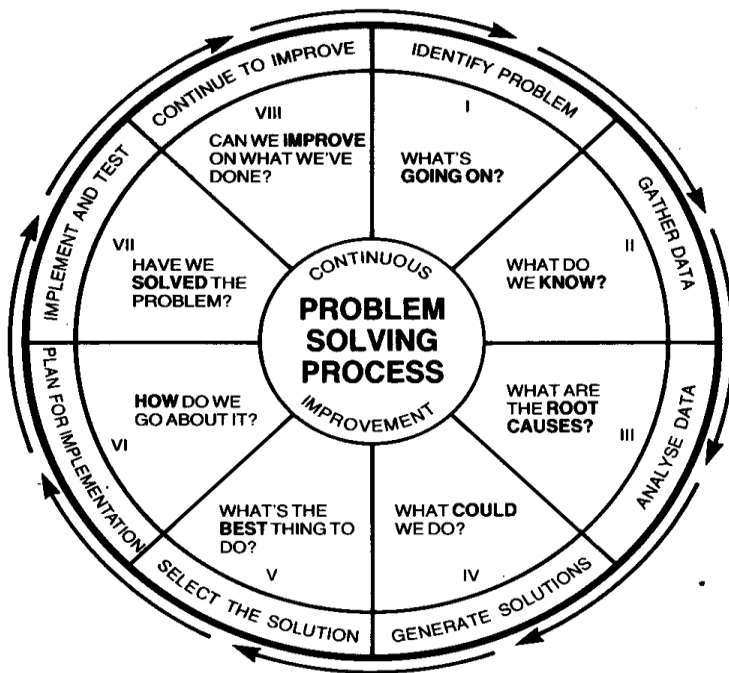 CONTINUOUS
PROBLEM
SOLVING
PROCESS
IMPROVEMENT
IDENTIFY PROBLEM
I
WHAT'S
GOING ON?
GATHER DATA
II
WHAT DO
WE KNOW?
ANALYSE DATA
III
WHAT ARE
THE ROOT
CAUSES?
GENERATE SOLUTIONS
IV
WHAT COULD
WE DO?
SELECT THE SOLUTION
V
WHAT'S THE
BEST THING TO
DO?
PLAN FOR IMPLEMENTATION
VI
HOW DO WE
GO ABOUT IT?
IMPLEMENT AND TEST
VII
HAVE WE
SOLVED THE
PROBLEM?
CONTINUE TO IMPROVE
VIII
CAN WE IMPROVE
ON WHAT WE'VE
DONE?